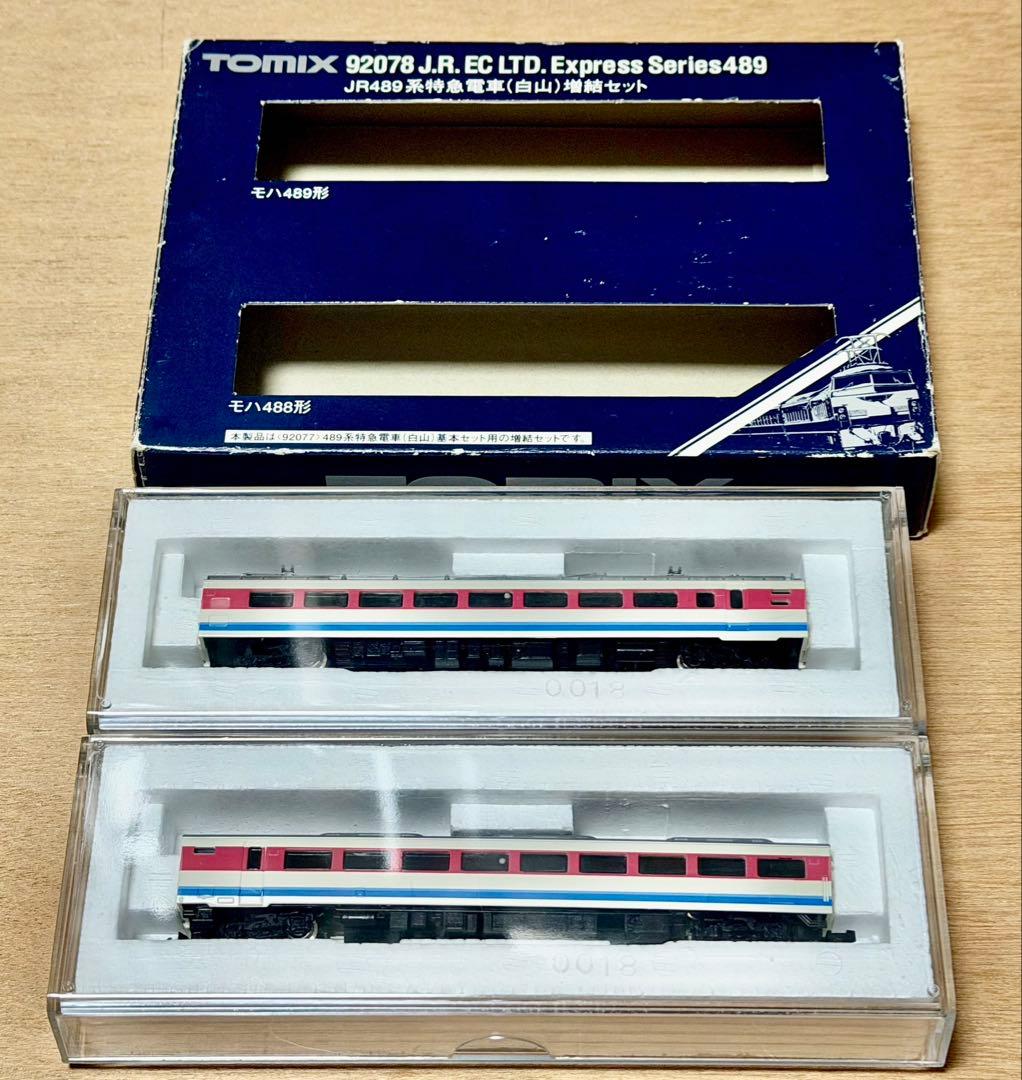 TOMIX 92078 J.R. EC LTD. Express Series489
JR489系特急電車(白山)増結セット
モハ489形
モハ488形
本製品は〈92077〉489系特急電車(白山)基本セット用の増結セットです。
TOMIX
0018
0018